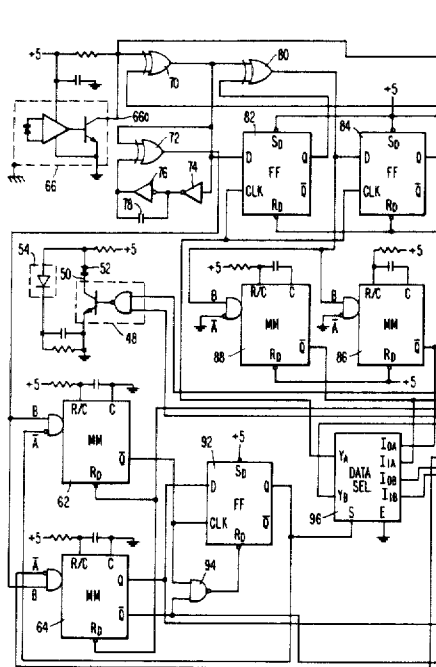 +5
80
70
+5
66a
82
84
72
S_D
S_D
D
Q
D
Q
76
74
FF
FF
66
78
CLK
Q̅
CLK
Q̅
R_D
R_D
54
+5
52
50
+5
+5
B
R/C
C
B
R/C
C
A̅
A̅
48
MM
MM
88
Q̅
86
Q̅
R_D
R_D
+5
+5
92
+5
R/C
C
S_D
Y_A
I_0A
B
D
Q
I_1A
A̅
MM
DATA
SEL
I_0B
Q̅
FF
Y_B
I_1B
R_D
CLK
Q̅
S
E
62
R_D
96
+5
A̅
R/C
C
94
B
Q
MM
64
Q̅
R_D